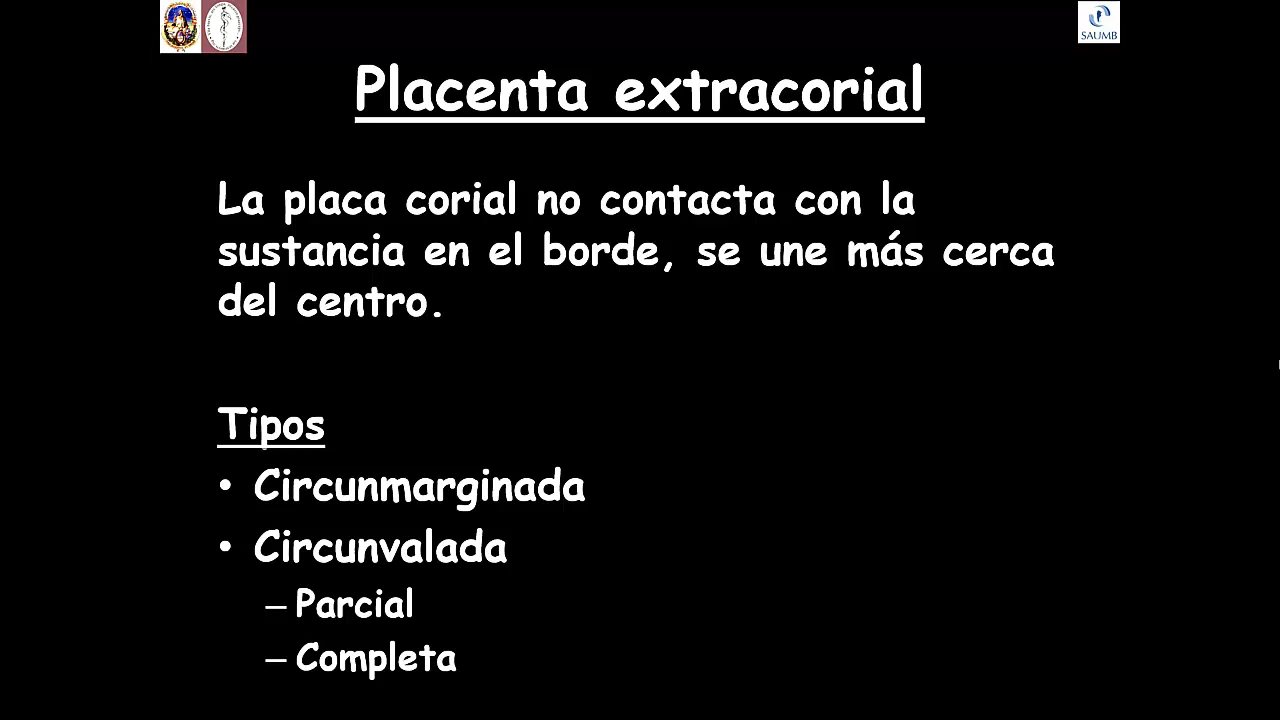 SAUMB
Placenta extracorial
La placa corial no contacta con la
sustancia en el borde, se une más cerca
del centro.
Tipos
• Circunmarginada
• Circunvalada
– Parcial
– Completa